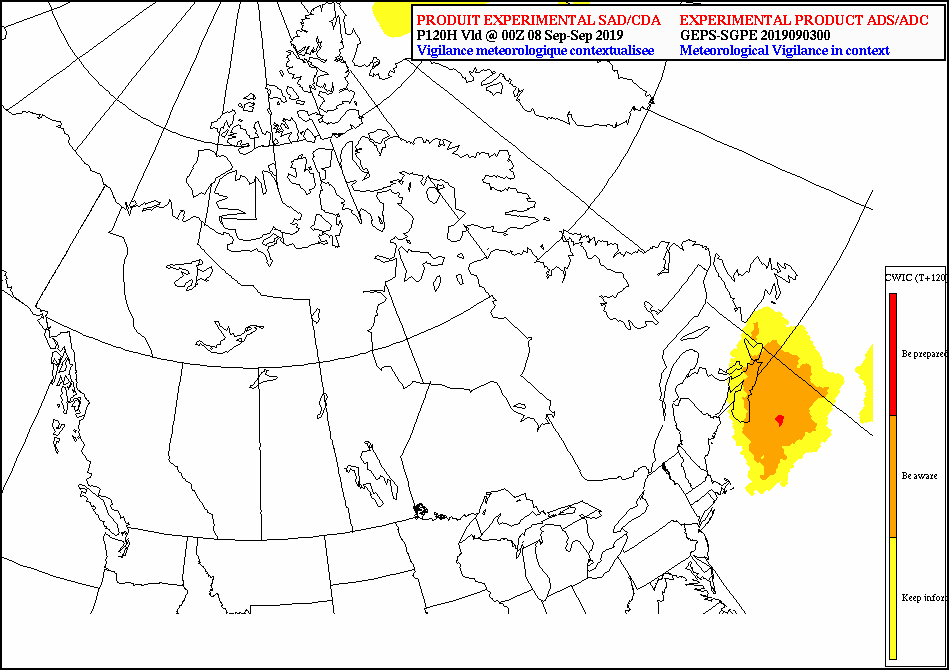 PRODUIT EXPERIMENTAL SAD/CDA EXPERIMENTAL PRODUCT ADS/ADC
P120H Vld @ 00Z 08 Sep-Sep 2019 GEPS-SGPE 2019090300
Vigilance meteorologique contextualisee Meteorological Vigilance in context
CWIC (T+120
Be prepared
Be aware
Keep infor